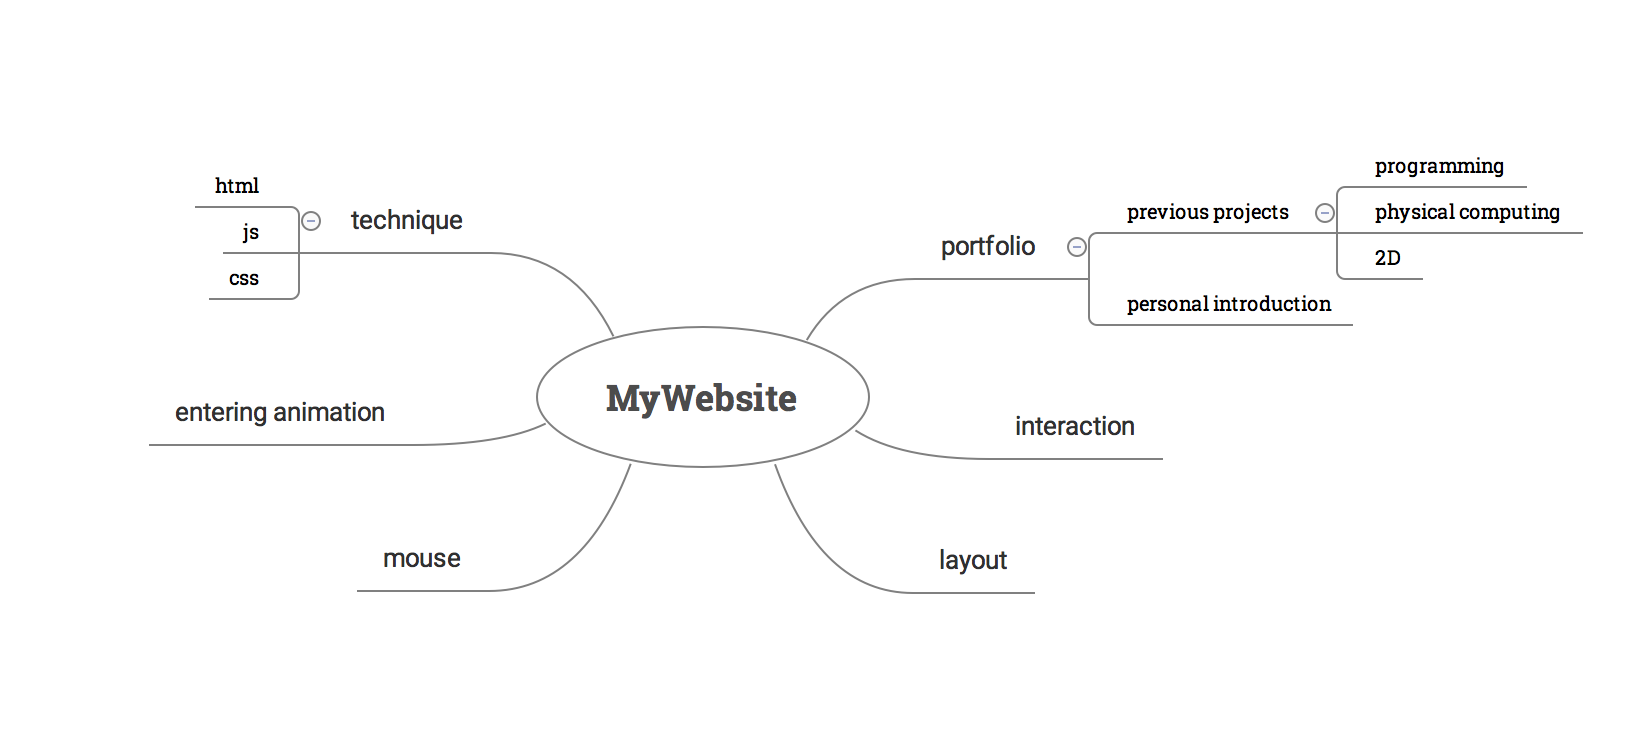 MyWebsite
portfolio
previous projects
programming
physical computing
2D
personal introduction
interaction
layout
technique
html
js
css
entering animation
mouse